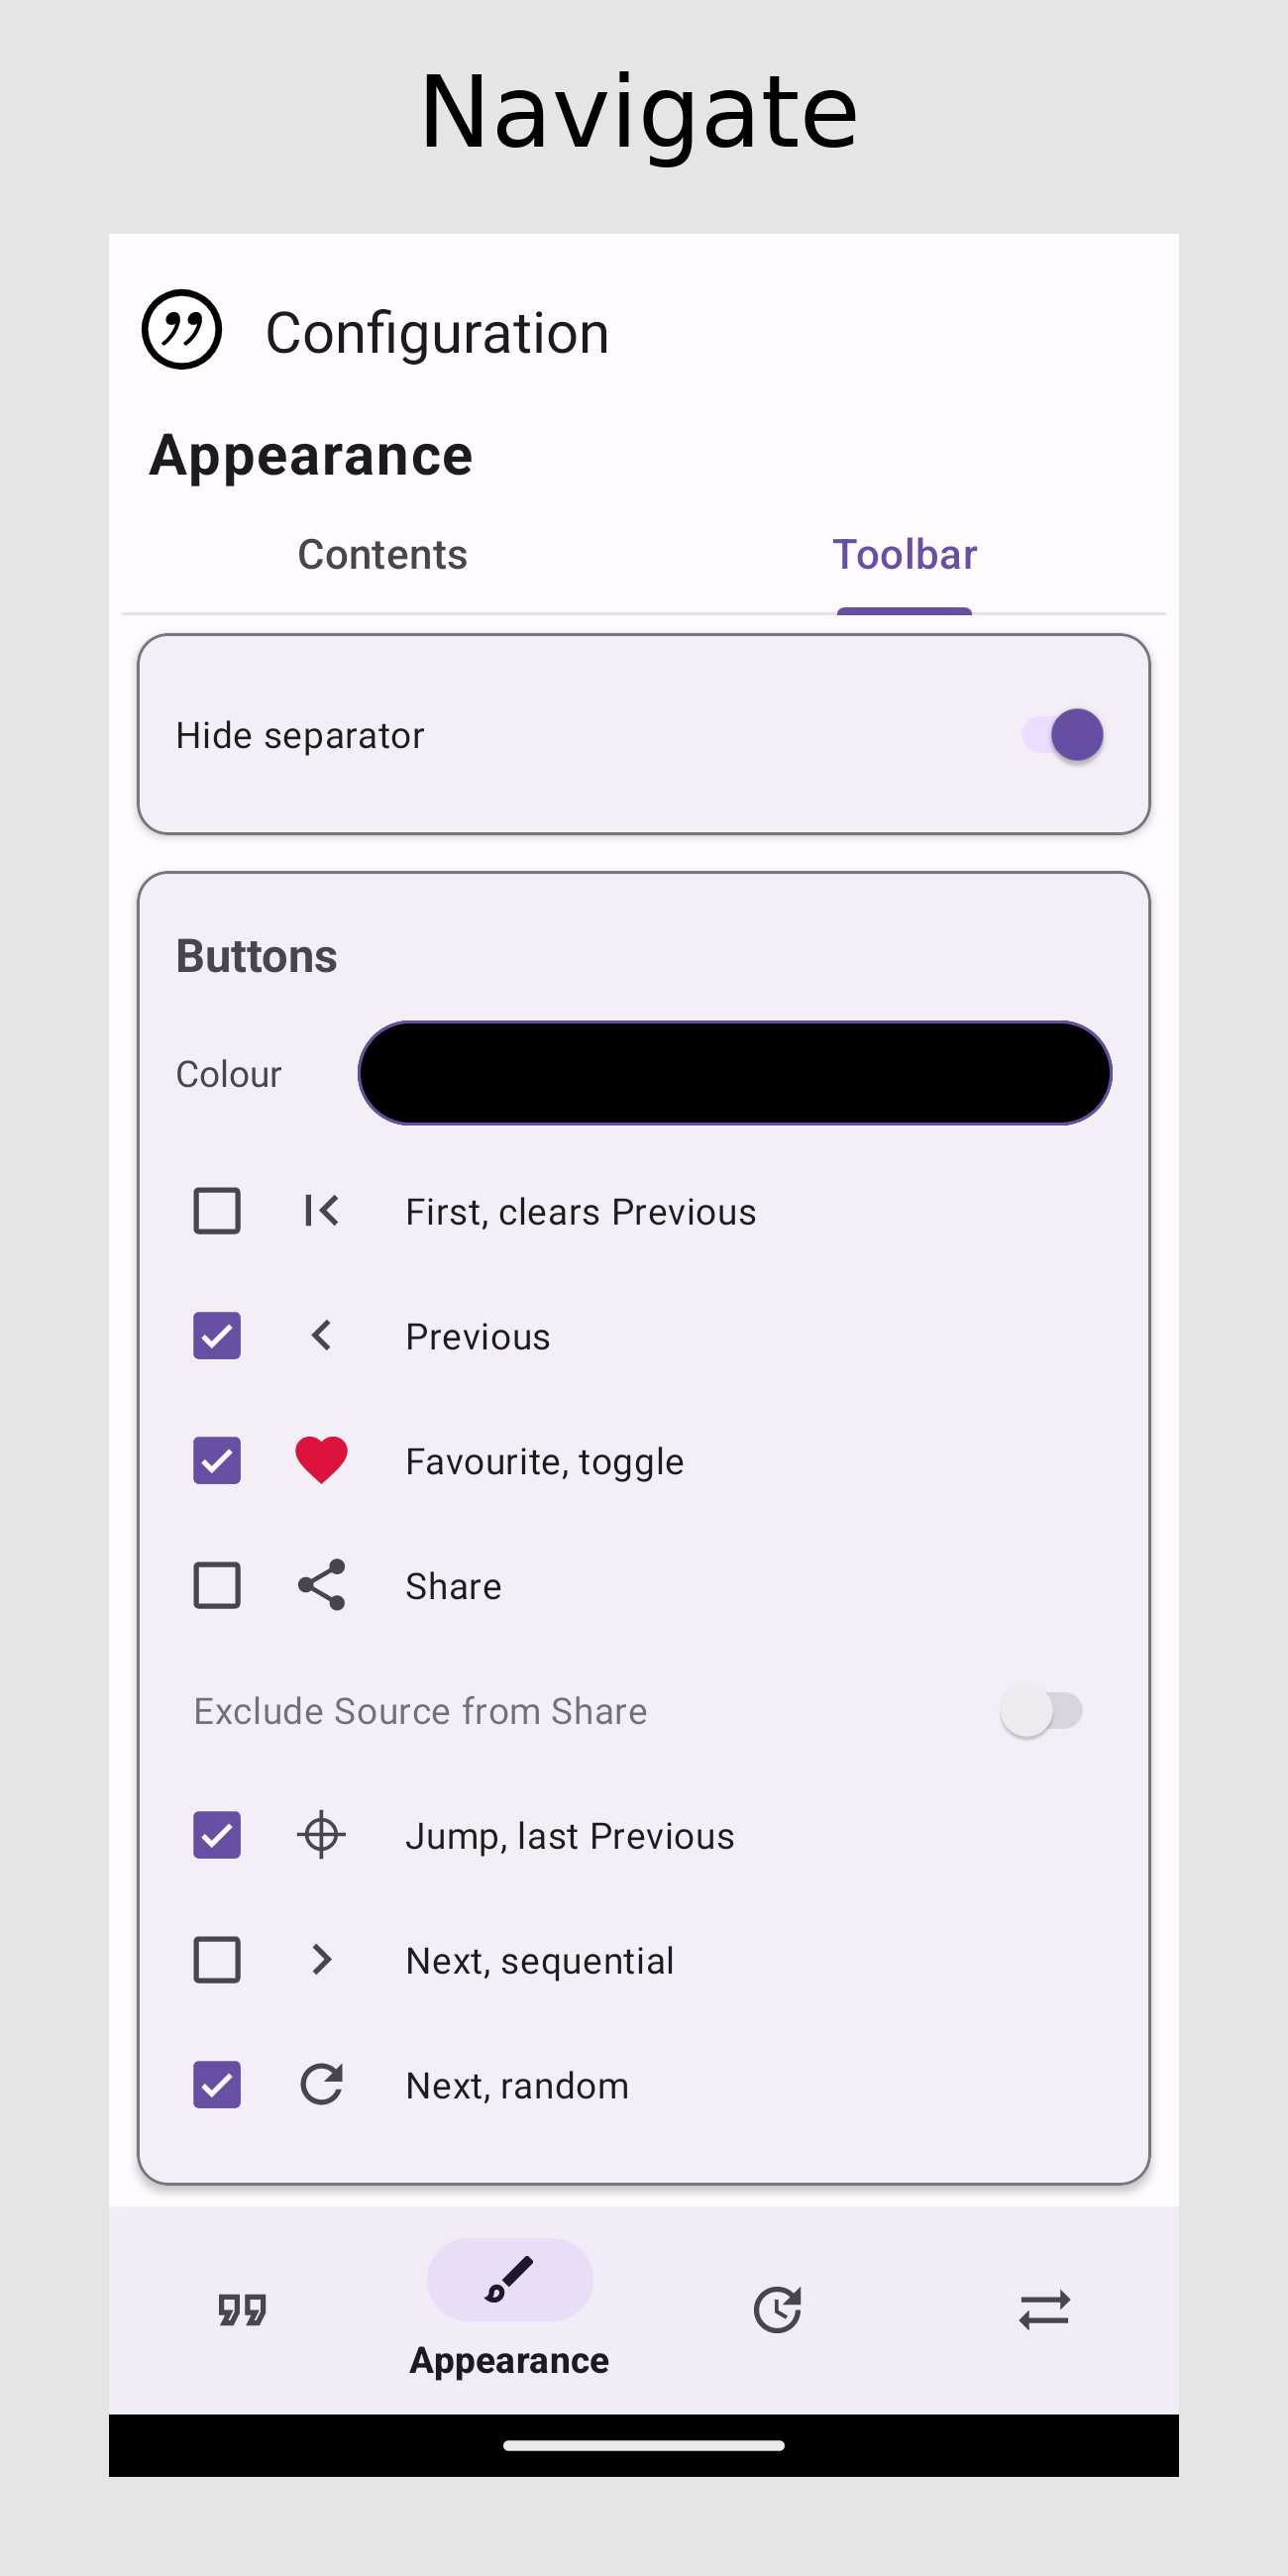 Navigate
Configuration
Appearance
Contents Toolbar
Hide separator
Buttons
Colour
First, clears Previous
Previous
Favourite, toggle
Share
Exclude Source from Share
Jump, last Previous
Next, sequential
Next, random
Appearance